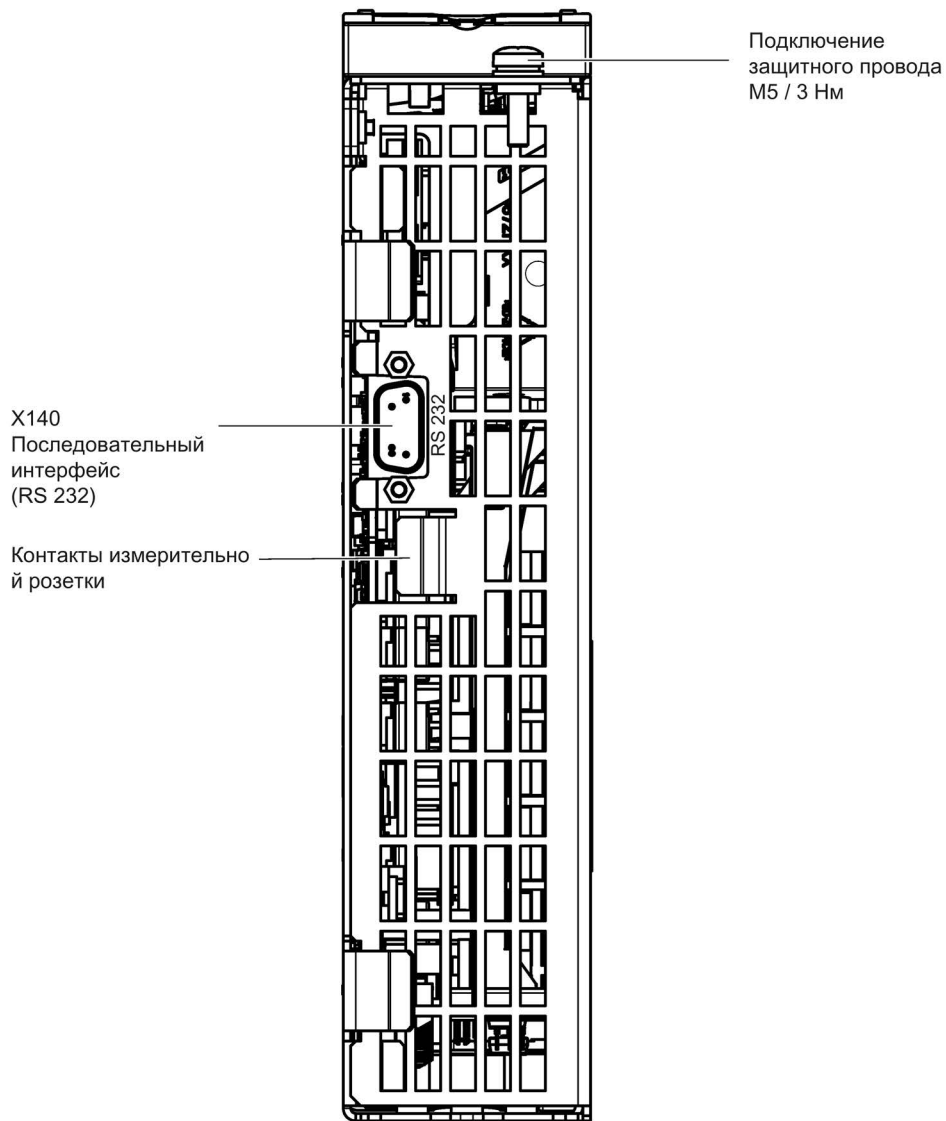 Подключение
защитного провода
M5 / 3 Нм
X140
Последовательный
интерфейс
(RS 232)
RS 232
Контакты измерительно
й розетки